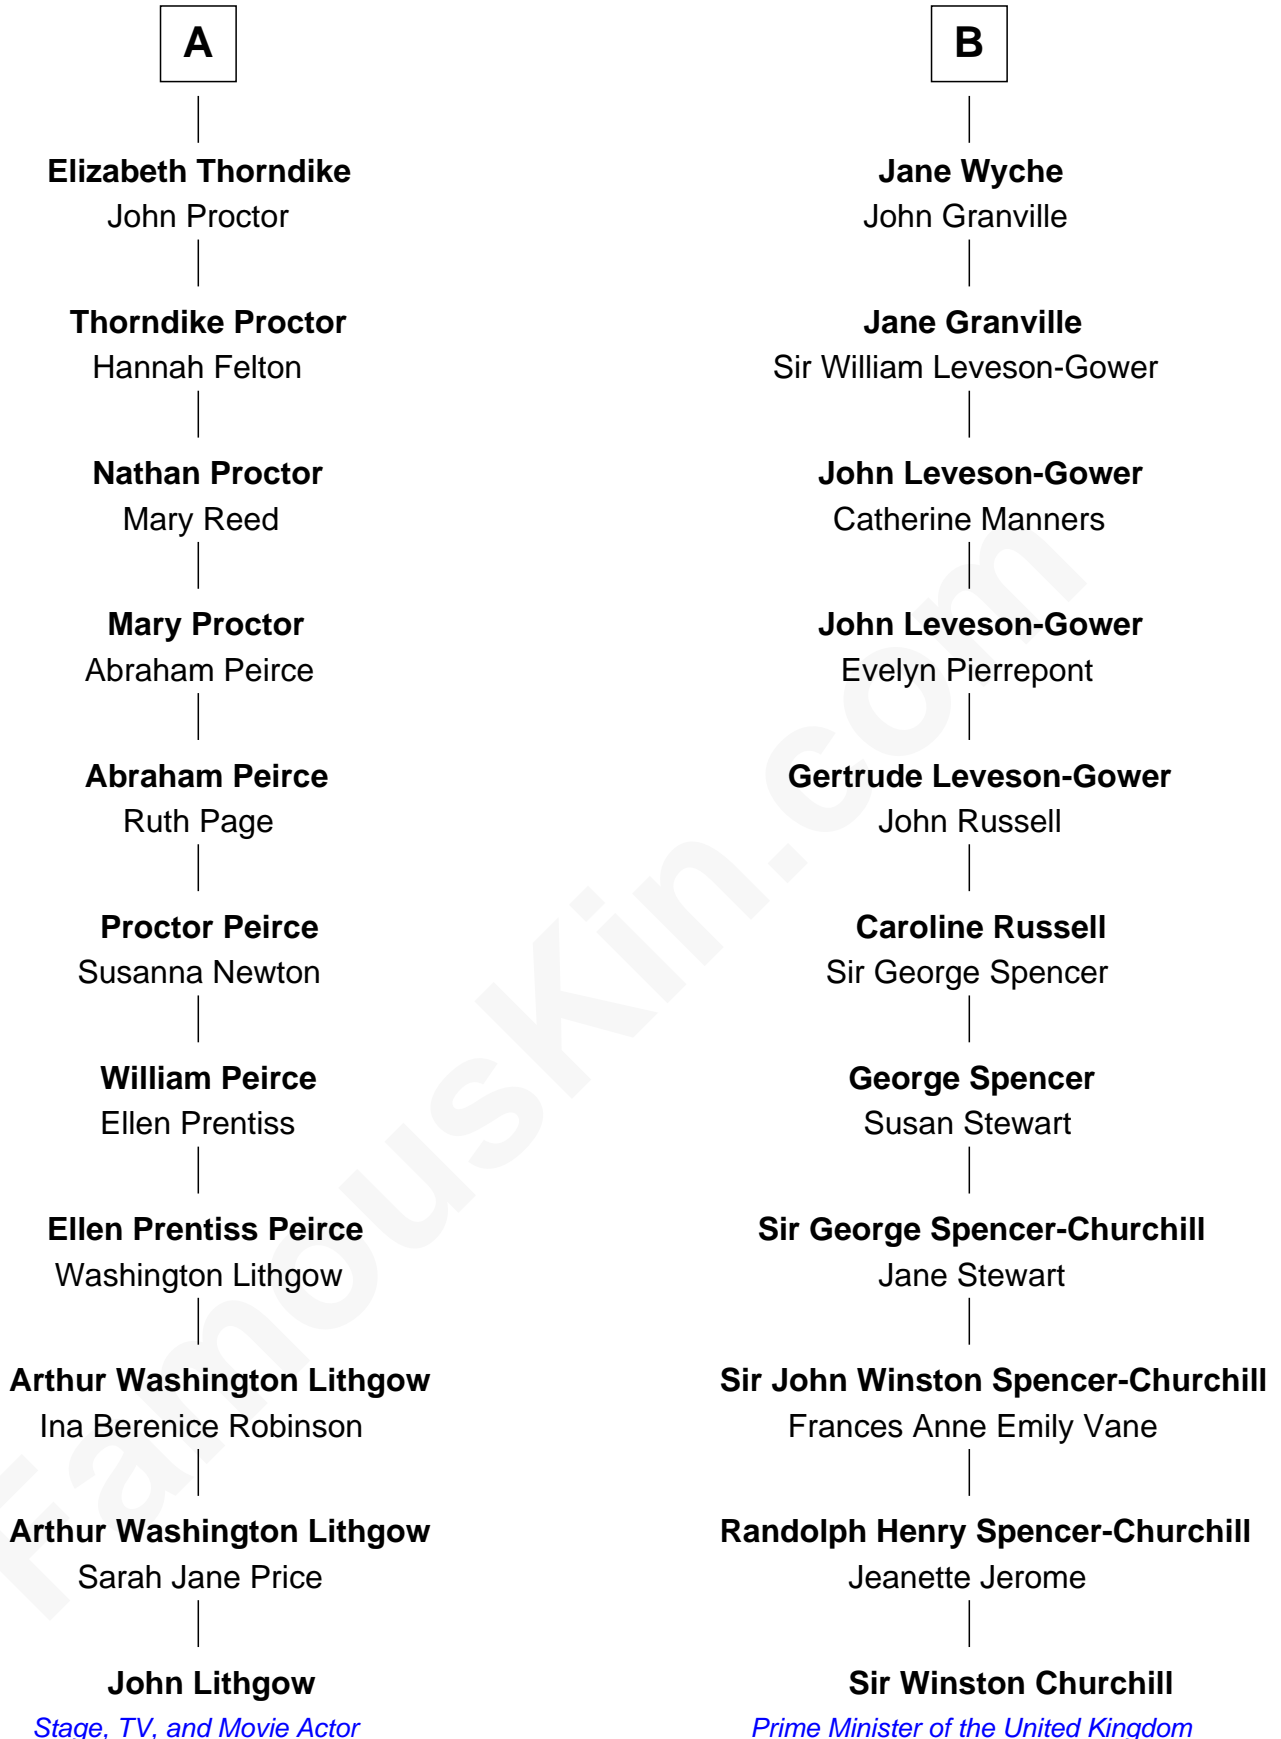 A
Elizabeth Thorndike
John Proctor
Thorndike Proctor
Hannah Felton
Nathan Proctor
Mary Reed
Mary Proctor
Abraham Peirce
Abraham Peirce
Ruth Page
Proctor Peirce
Susanna Newton
William Peirce
Ellen Prentiss
Ellen Prentiss Peirce
Washington Lithgow
Arthur Washington Lithgow
Ina Berenice Robinson
Arthur Washington Lithgow
Sarah Jane Price
John Lithgow
Stage, TV, and Movie Actor
B
Jane Wyche
John Granville
Jane Granville
Sir William Leveson-Gower
John Leveson-Gower
Catherine Manners
John Leveson-Gower
Evelyn Pierrepont
Gertrude Leveson-Gower
John Russell
Caroline Russell
Sir George Spencer
George Spencer
Susan Stewart
Sir George Spencer-Churchill
Jane Stewart
Sir John Winston Spencer-Churchill
Frances Anne Emily Vane
Randolph Henry Spencer-Churchill
Jeanette Jerome
Sir Winston Churchill
Prime Minister of the United Kingdom
FamousKin.com